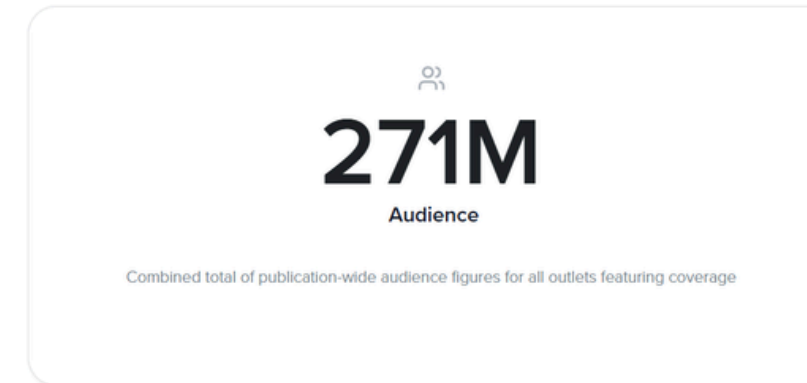 271M
Audience
Combined total of publication-wide audience figures for all outlets featuring coverage